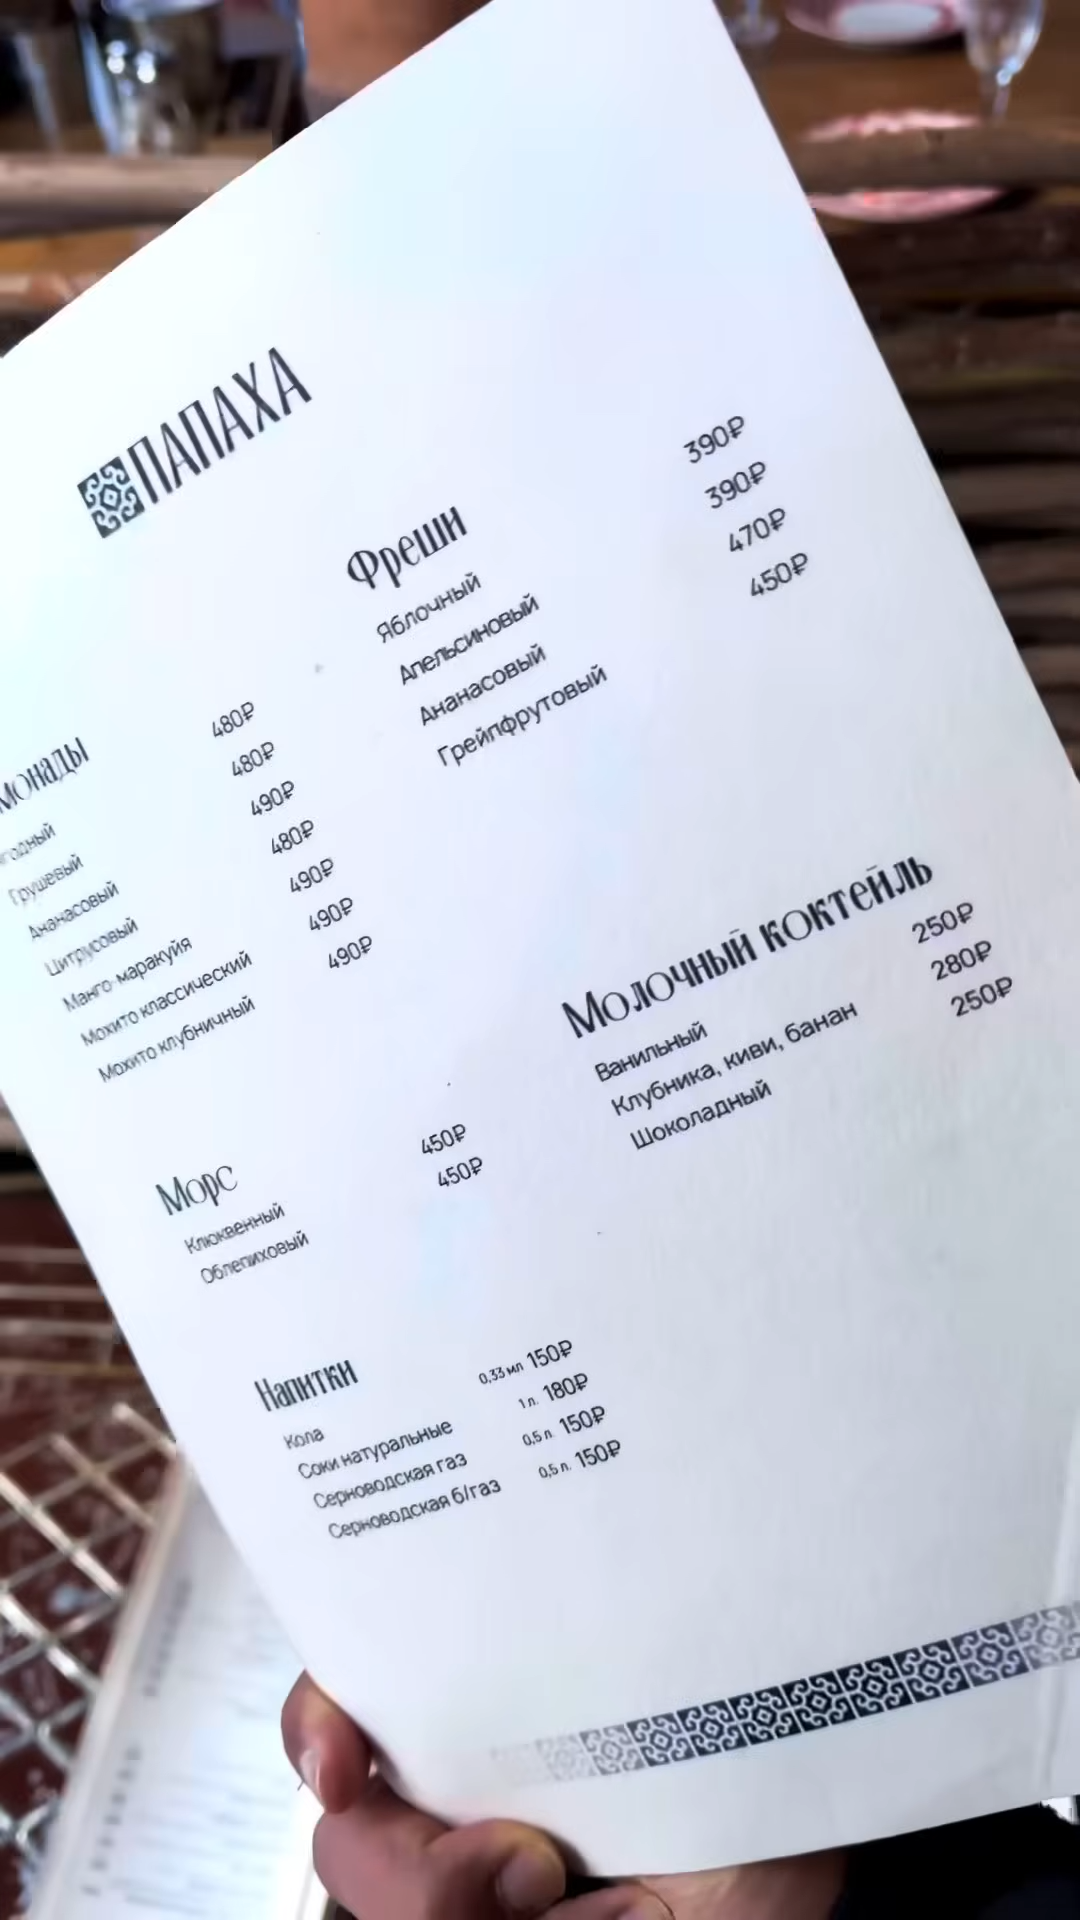 ПАПАХА
монады
ягодный 480₽
Грушевый 480₽
Ананасовый 490₽
Цитрусовый 480₽
Манго-маракуйя 490₽
Мохито классический 490₽
Мохито клубничный 490₽
Морс
Клюквенный 450₽
Облепиховый 450₽
Напитки
Кола 0,33 мл 150₽
Соки натуральные 1 л. 180₽
Серноводская газ 0,5 л. 150₽
Серноводская б/газ 0,5 л. 150₽
Фреши
Яблочный 390₽
Апельсиновый 390₽
Ананасовый 470₽
Грейпфрутовый 450₽
Молочный коктейль
Ванильный 250₽
Клубника, киви, банан 280₽
Шоколадный 250₽